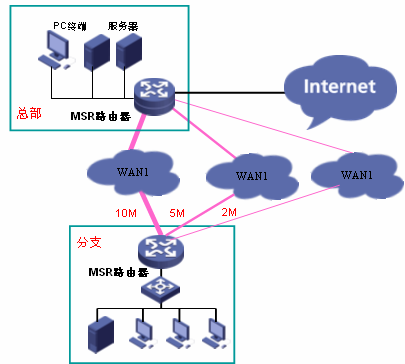 PC终端 服务器
Internet
总部
MSR路由器
WAN1 WAN1 WAN1
10M 5M 2M
分支
MSR路由器